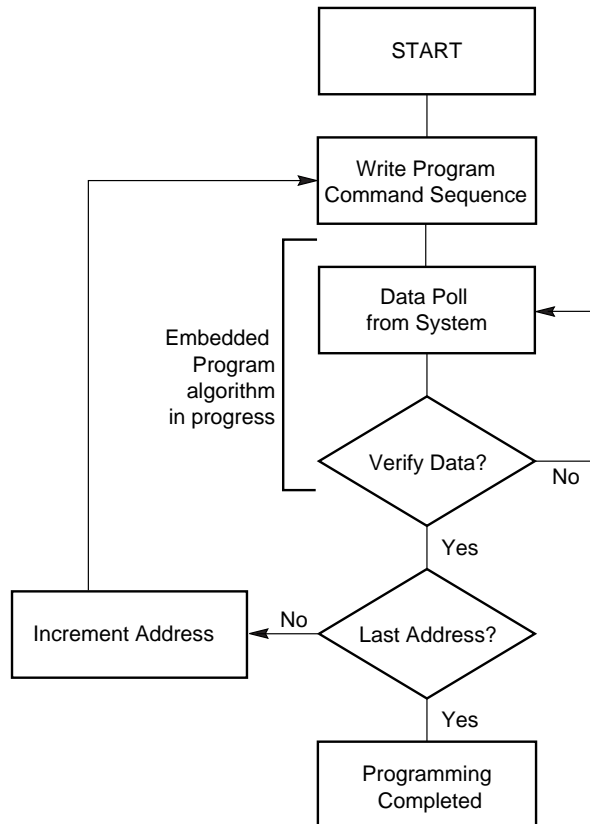 START
Write Program
Command Sequence
Data Poll
from System
Embedded
Program
algorithm
in progress
Verify Data?
No
Yes
Last Address?
No
Increment Address
Yes
Programming
Completed